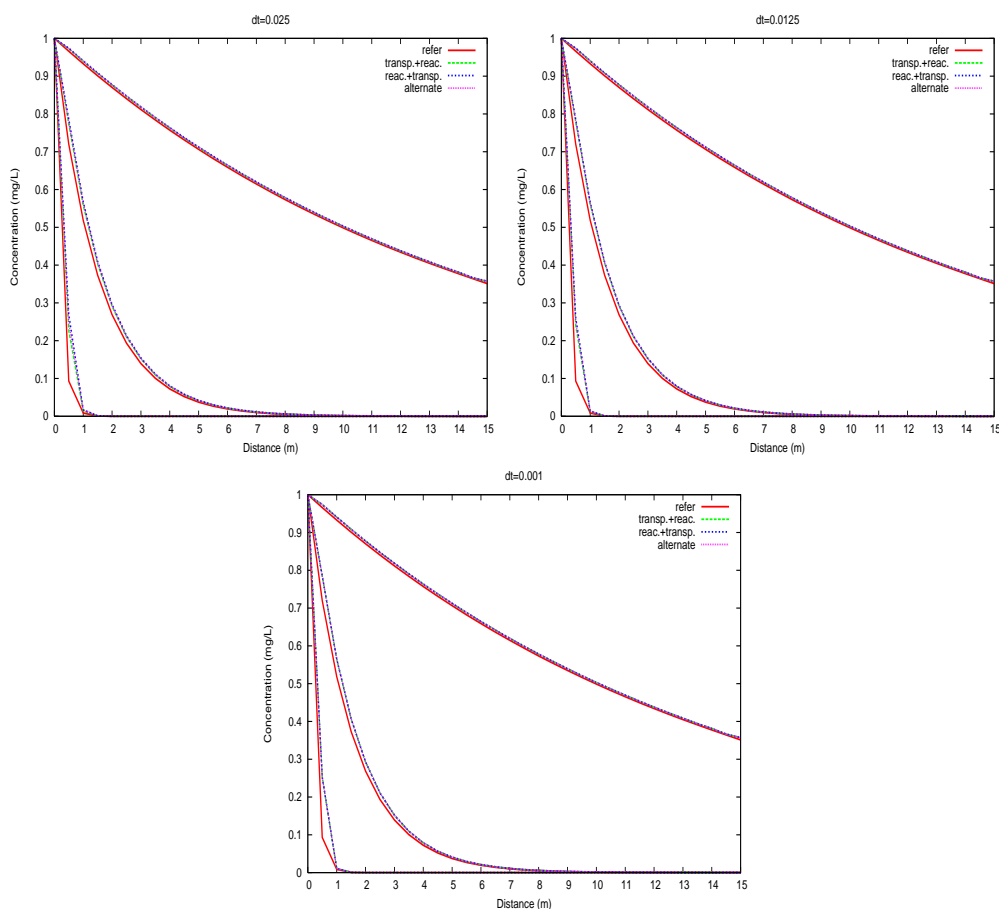 dt=0.025
refer
transp.+reac.
reac.+transp.
alternate
1
0.9
0.8
0.7
0.6
0.5
0.4
0.3
0.2
0.1
0
Concentration (mg/L)
0 1 2 3 4 5 6 7 8 9 10 11 12 13 14 15
Distance (m)
dt=0.0125
refer
transp.+reac.
reac.+transp.
alternate
1
0.9
0.8
0.7
0.6
0.5
0.4
0.3
0.2
0.1
0
Concentration (mg/L)
0 1 2 3 4 5 6 7 8 9 10 11 12 13 14 15
Distance (m)
dt=0.001
refer
transp.+reac.
reac.+transp.
alternate
1
0.9
0.8
0.7
0.6
0.5
0.4
0.3
0.2
0.1
0
Concentration (mg/L)
0 1 2 3 4 5 6 7 8 9 10 11 12 13 14 15
Distance (m)